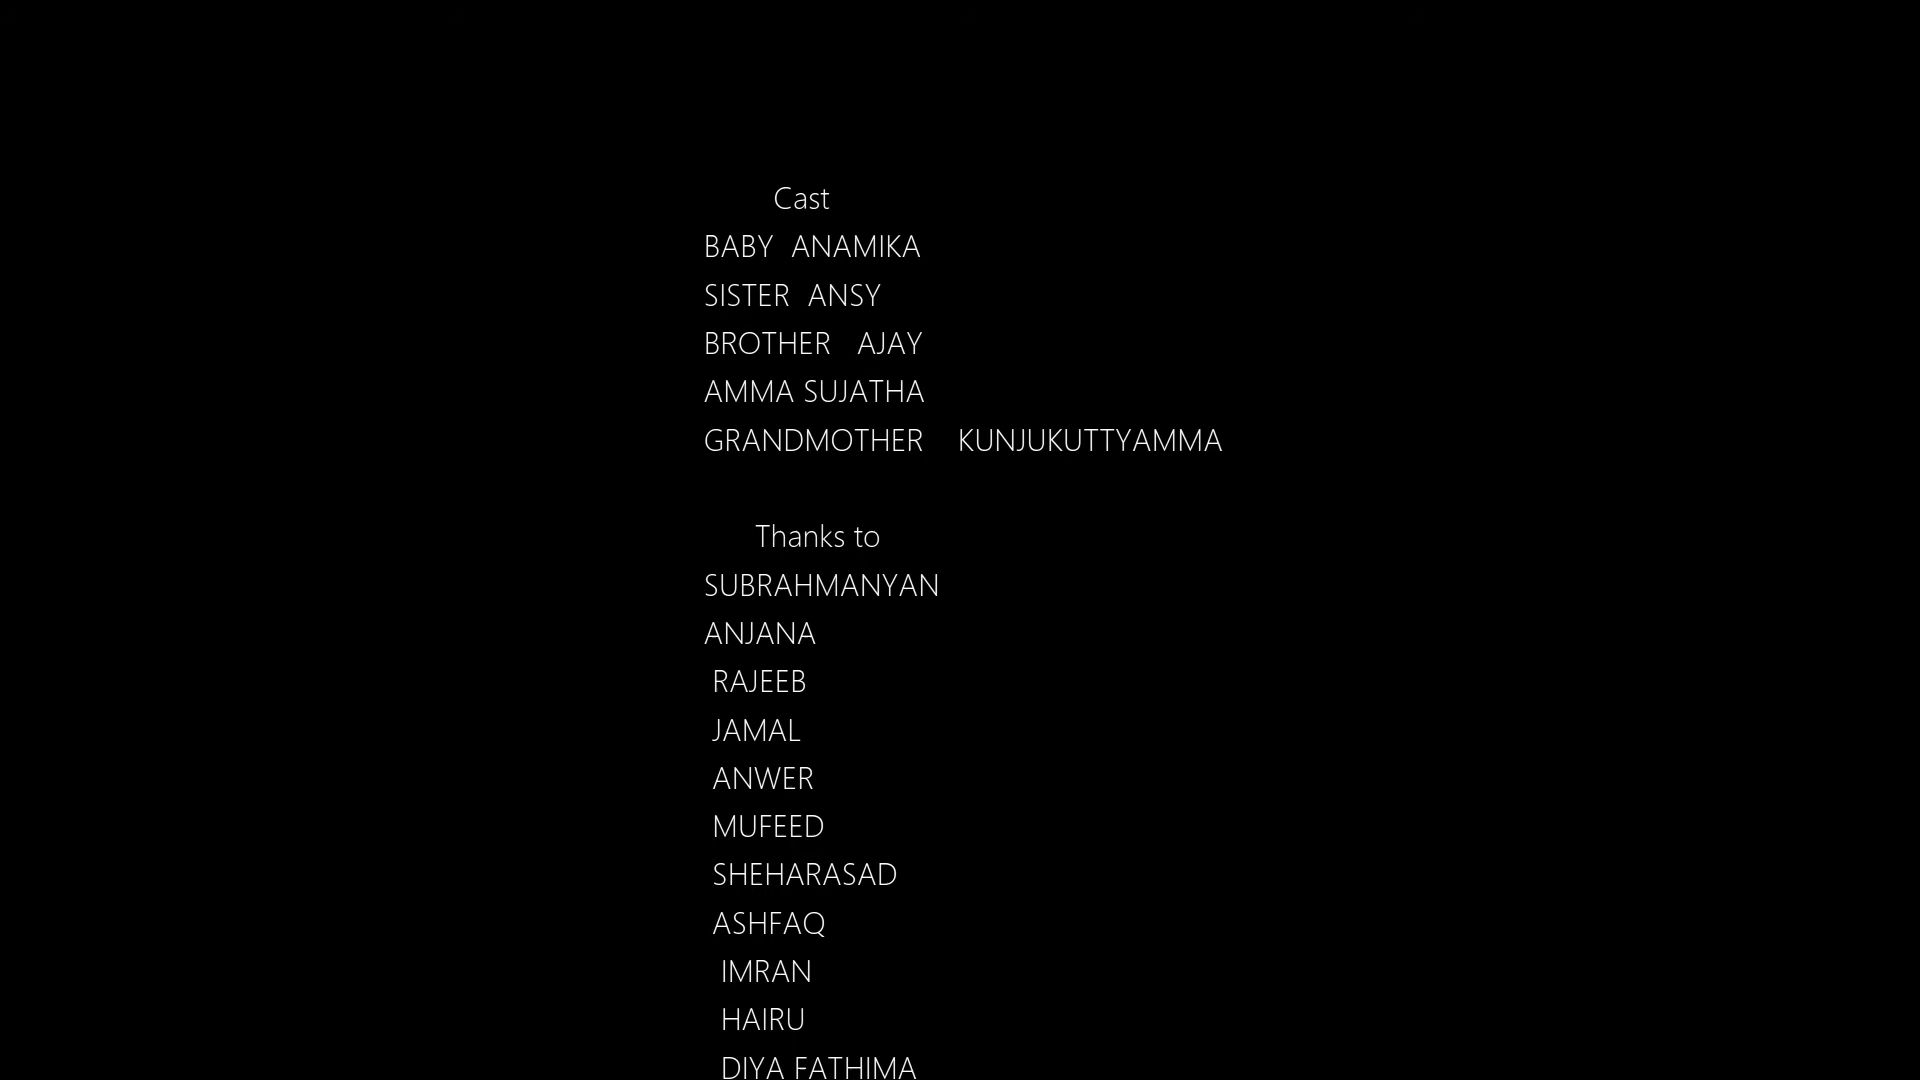 Cast
BABY  ANAMIKA
SISTER  ANSY
BROTHER   AJAY
AMMA SUJATHA
GRANDMOTHER    KUNJUKUTTYAMMA
Thanks to
SUBRAHMANYAN
ANJANA
RAJEEB
JAMAL
ANWER
MUFEED
SHEHARASAD
ASHFAQ
IMRAN
HAIRU
DIYA FATHIMA